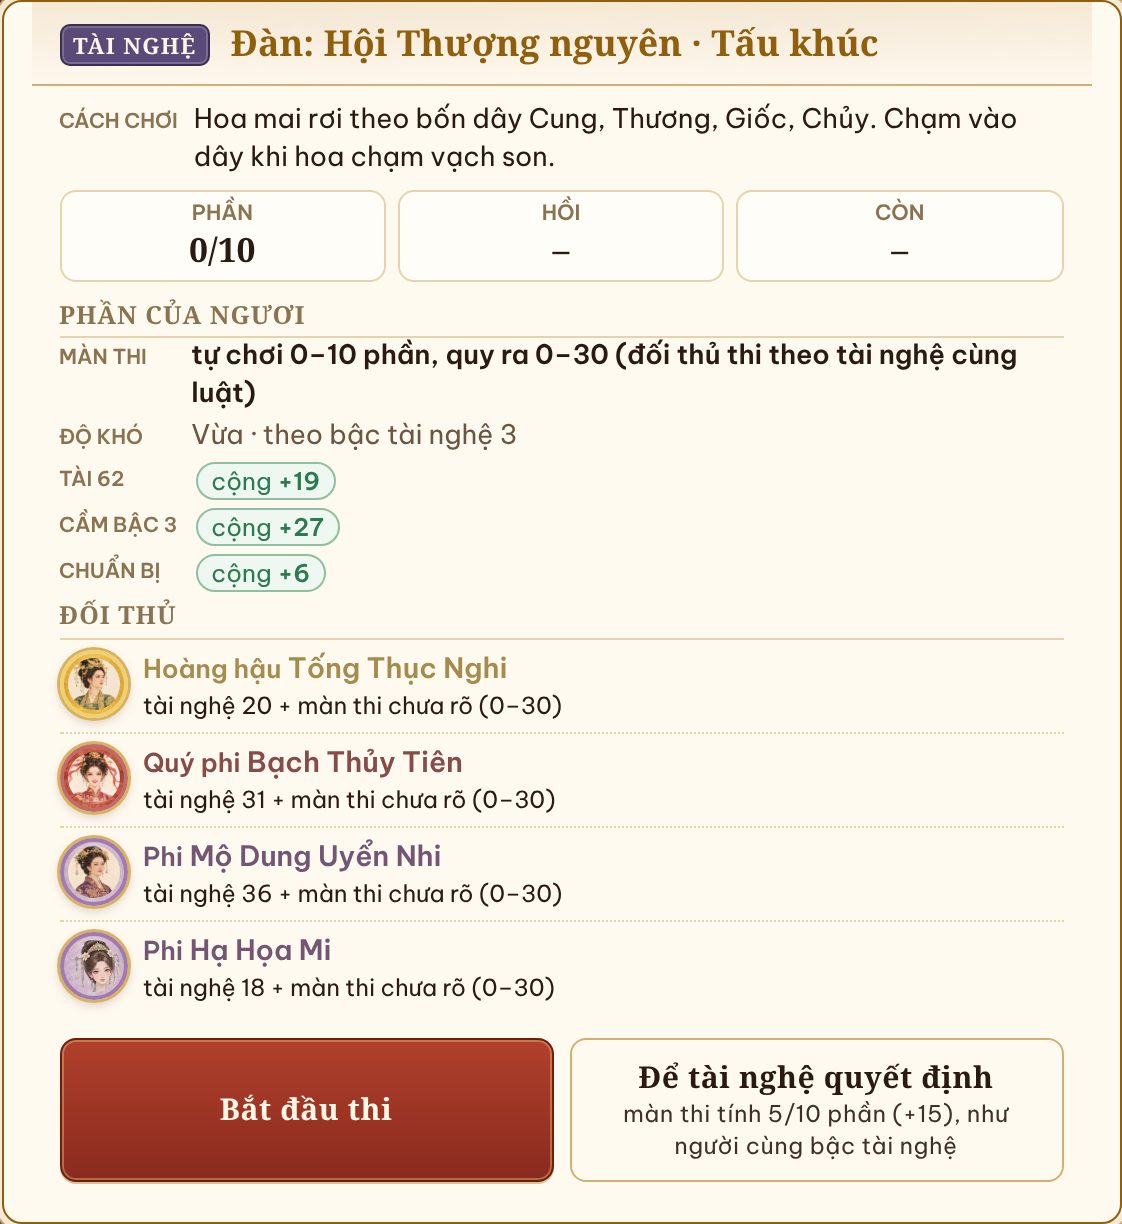 TÀI NGHỆ Đàn: Hội Thượng nguyên · Tấu khúc
CÁCH CHƠI Hoa mai rơi theo bốn dây Cung, Thương, Giốc, Chủy. Chạm vào
dây khi hoa chạm vạch son.
PHẦN HỒI CÒN
0/10 – –
PHẦN CỦA NGƯƠI
MÀN THI tự chơi 0–10 phần, quy ra 0–30 (đối thủ thi theo tài nghệ cùng
luật)
ĐỘ KHÓ Vừa · theo bậc tài nghệ 3
TÀI 62 cộng +19
CẦM BẬC 3 cộng +27
CHUẨN BỊ cộng +6
ĐỐI THỦ
Hoàng hậu Tống Thục Nghi
tài nghệ 20 + màn thi chưa rõ (0–30)
Quý phi Bạch Thủy Tiên
tài nghệ 31 + màn thi chưa rõ (0–30)
Phi Mộ Dung Uyển Nhi
tài nghệ 36 + màn thi chưa rõ (0–30)
Phi Hạ Họa Mi
tài nghệ 18 + màn thi chưa rõ (0–30)
Bắt đầu thi
Để tài nghệ quyết định
màn thi tính 5/10 phần (+15), như
người cùng bậc tài nghệ